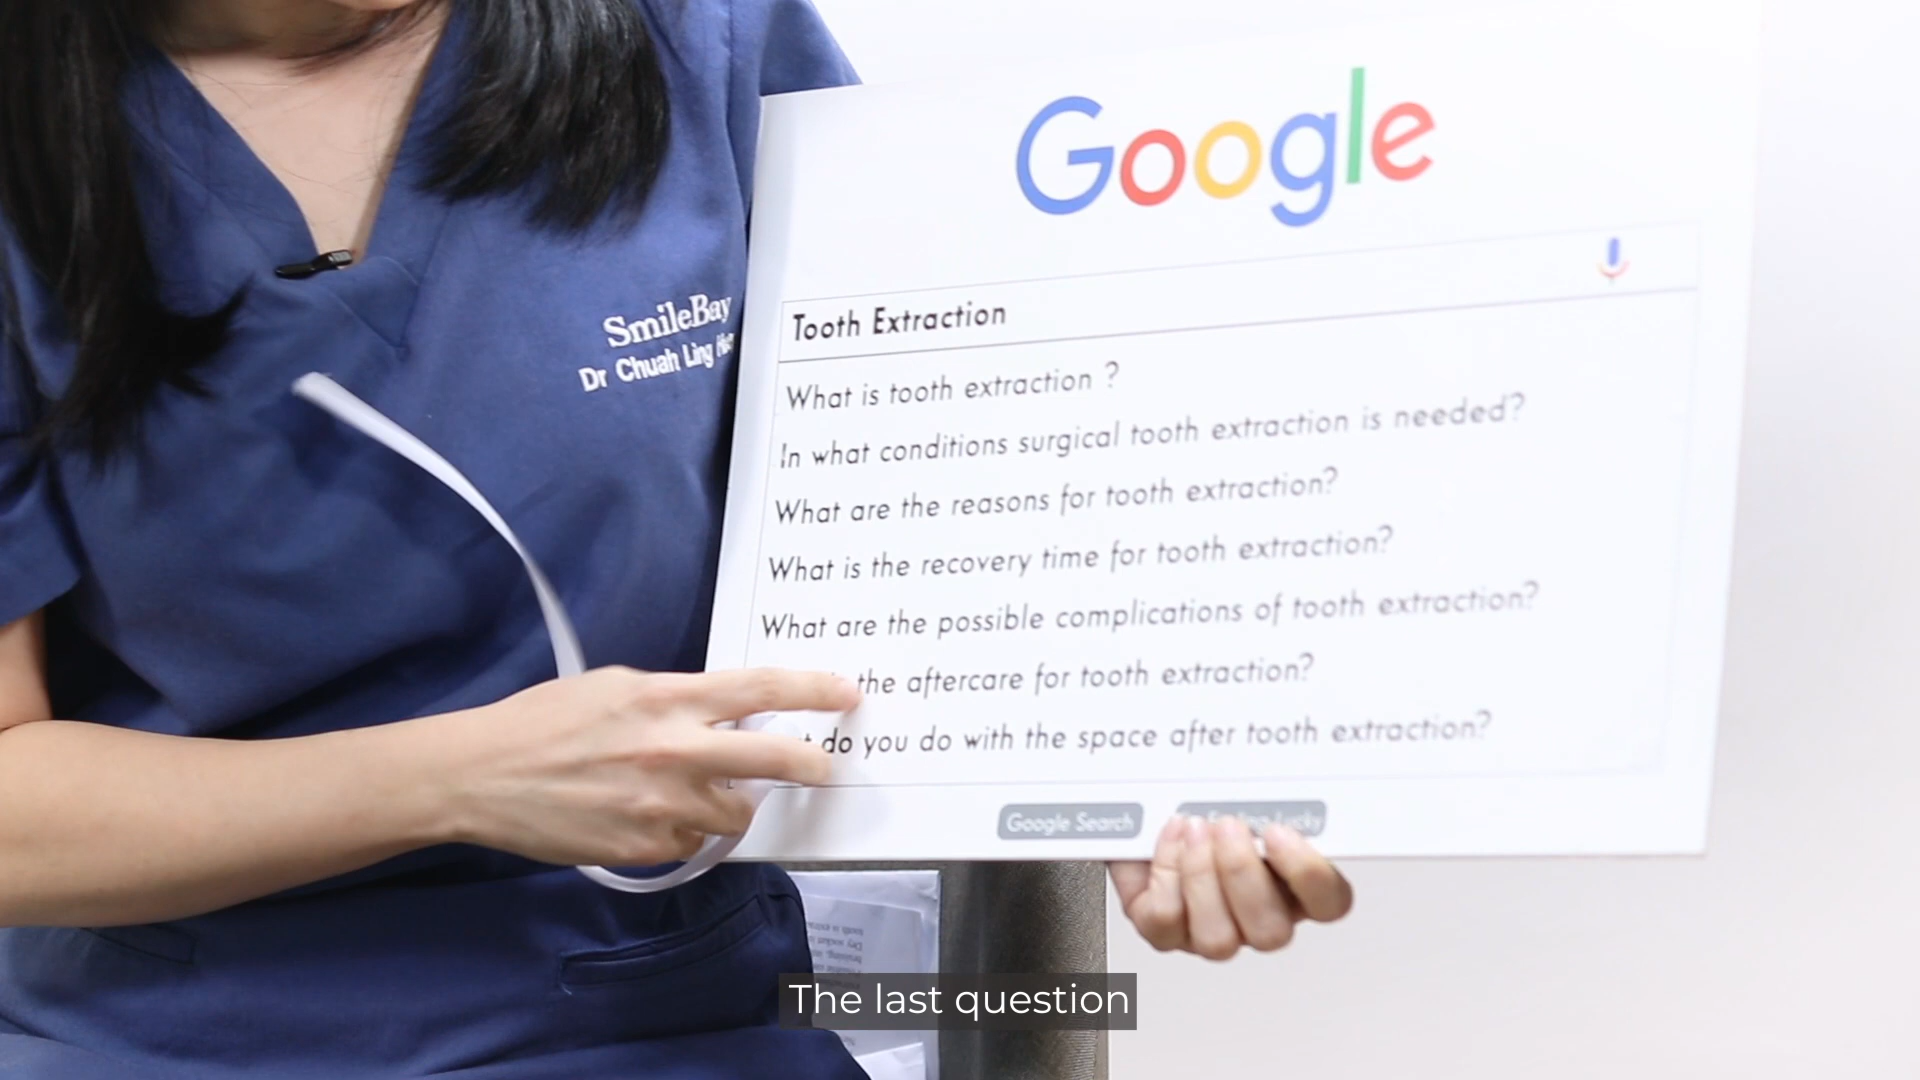 Google
SmileBay
Dr Chuah Ling
Tooth Extraction
What is tooth extraction ?
In what conditions surgical tooth extraction is needed?
What are the reasons for tooth extraction?
What is the recovery time for tooth extraction?
What are the possible complications of tooth extraction?
the aftercare for tooth extraction?
do you do with the space after tooth extraction?
Google Search
Lucky
The last question